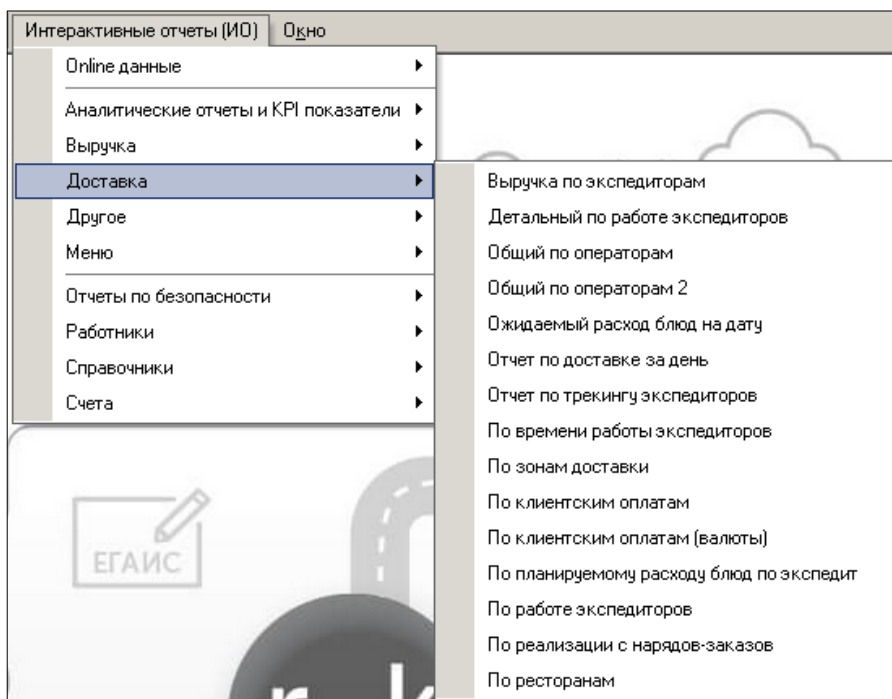 Интерактивные отчеты (ИО) Окно
Online данные
Аналитические отчеты и KPI показатели
Выручка
Доставка
Другое
Меню
Отчеты по безопасности
Работники
Справочники
Счета
Выручка по экспедиторам
Детальный по работе экспедиторов
Общий по операторам
Общий по операторам 2
Ожидаемый расход блюд на дату
Отчет по доставке за день
Отчет по трекингу экспедиторов
По времени работы экспедиторов
По зонам доставки
По клиентским оплатам
По клиентским оплатам (валюты)
По планируемому расходу блюд по экспедит
По работе экспедиторов
По реализации с нарядов-заказов
По ресторанам
ЕГАИС